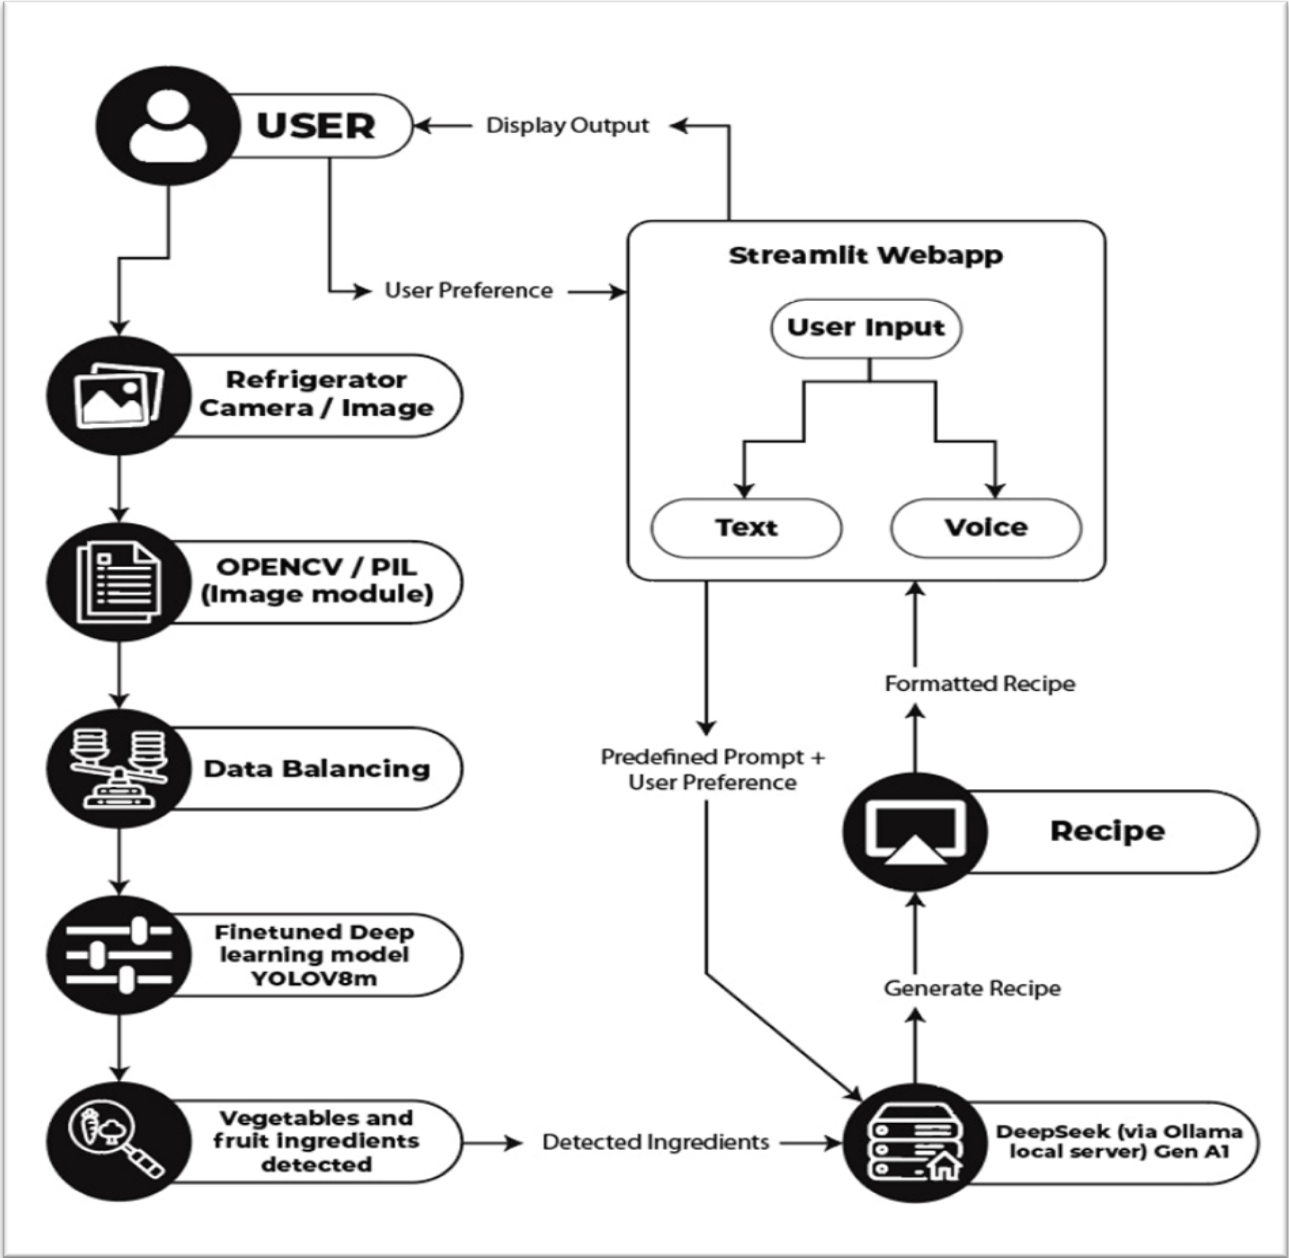 USER
Display Output
User Preference
Streamlit Webapp
User Input
Text
Voice
Refrigerator
Camera / Image
OPENCV / PIL
(Image module)
Data Balancing
Finetuned Deep
learning model
YOLOV8m
Vegetables and
fruit ingredients
detected
Detected Ingredients
Predefined Prompt +
User Preference
Formatted Recipe
Recipe
Generate Recipe
DeepSeek (via Ollama
local server) Gen A1